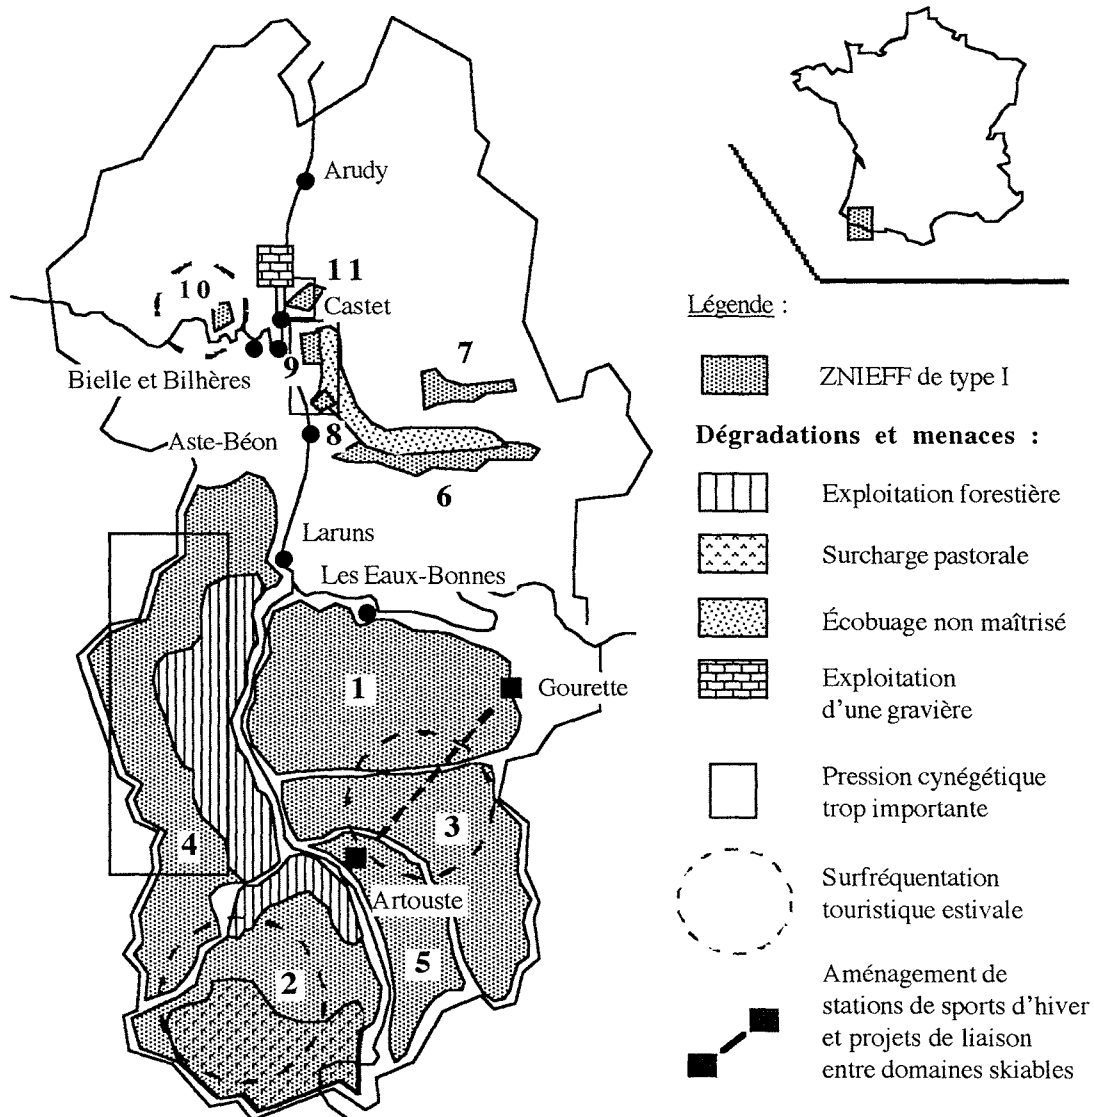 Arudy
11
10
Castet
9
7
Bielle et Bilhères
8
Aste-Béon
6
Laruns
Les Eaux-Bonnes
1
Gourette
3
4
Artouste
5
2
Légende :
ZNIEFF de type I
Dégradations et menaces :
Exploitation forestière
Surcharge pastorale
Écobuage non maîtrisé
Exploitation
d'une gravière
Pression cynégétique
trop importante
Surfréquentation
touristique estivale
Aménagement de
stations de sports d'hiver
et projets de liaison
entre domaines skiables